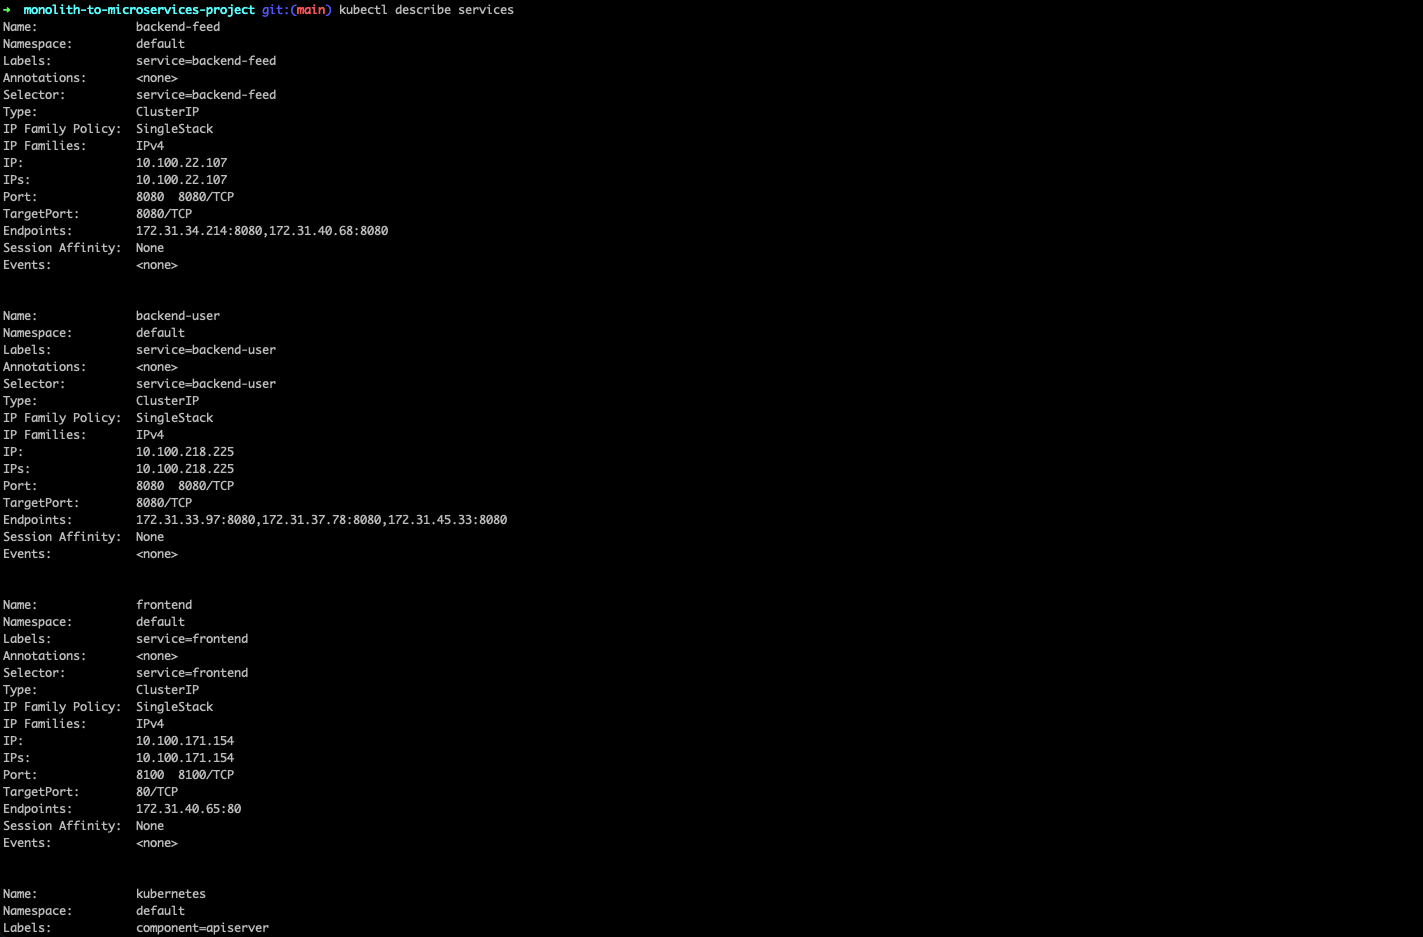 ➜  monolith-to-microservices-project git:(main) kubectl describe services
Name:              backend-feed
Namespace:         default
Labels:            service=backend-feed
Annotations:       <none>
Selector:          service=backend-feed
Type:              ClusterIP
IP Family Policy:  SingleStack
IP Families:       IPv4
IP:                10.100.22.107
IPs:               10.100.22.107
Port:              8080  8080/TCP
TargetPort:        8080/TCP
Endpoints:         172.31.34.214:8080,172.31.40.68:8080
Session Affinity:  None
Events:            <none>
Name:              backend-user
Namespace:         default
Labels:            service=backend-user
Annotations:       <none>
Selector:          service=backend-user
Type:              ClusterIP
IP Family Policy:  SingleStack
IP Families:       IPv4
IP:                10.100.218.225
IPs:               10.100.218.225
Port:              8080  8080/TCP
TargetPort:        8080/TCP
Endpoints:         172.31.33.97:8080,172.31.37.78:8080,172.31.45.33:8080
Session Affinity:  None
Events:            <none>
Name:              frontend
Namespace:         default
Labels:            service=frontend
Annotations:       <none>
Selector:          service=frontend
Type:              ClusterIP
IP Family Policy:  SingleStack
IP Families:       IPv4
IP:                10.100.171.154
IPs:               10.100.171.154
Port:              8100  8100/TCP
TargetPort:        80/TCP
Endpoints:         172.31.40.65:80
Session Affinity:  None
Events:            <none>
Name:              kubernetes
Namespace:         default
Labels:            component=apiserver